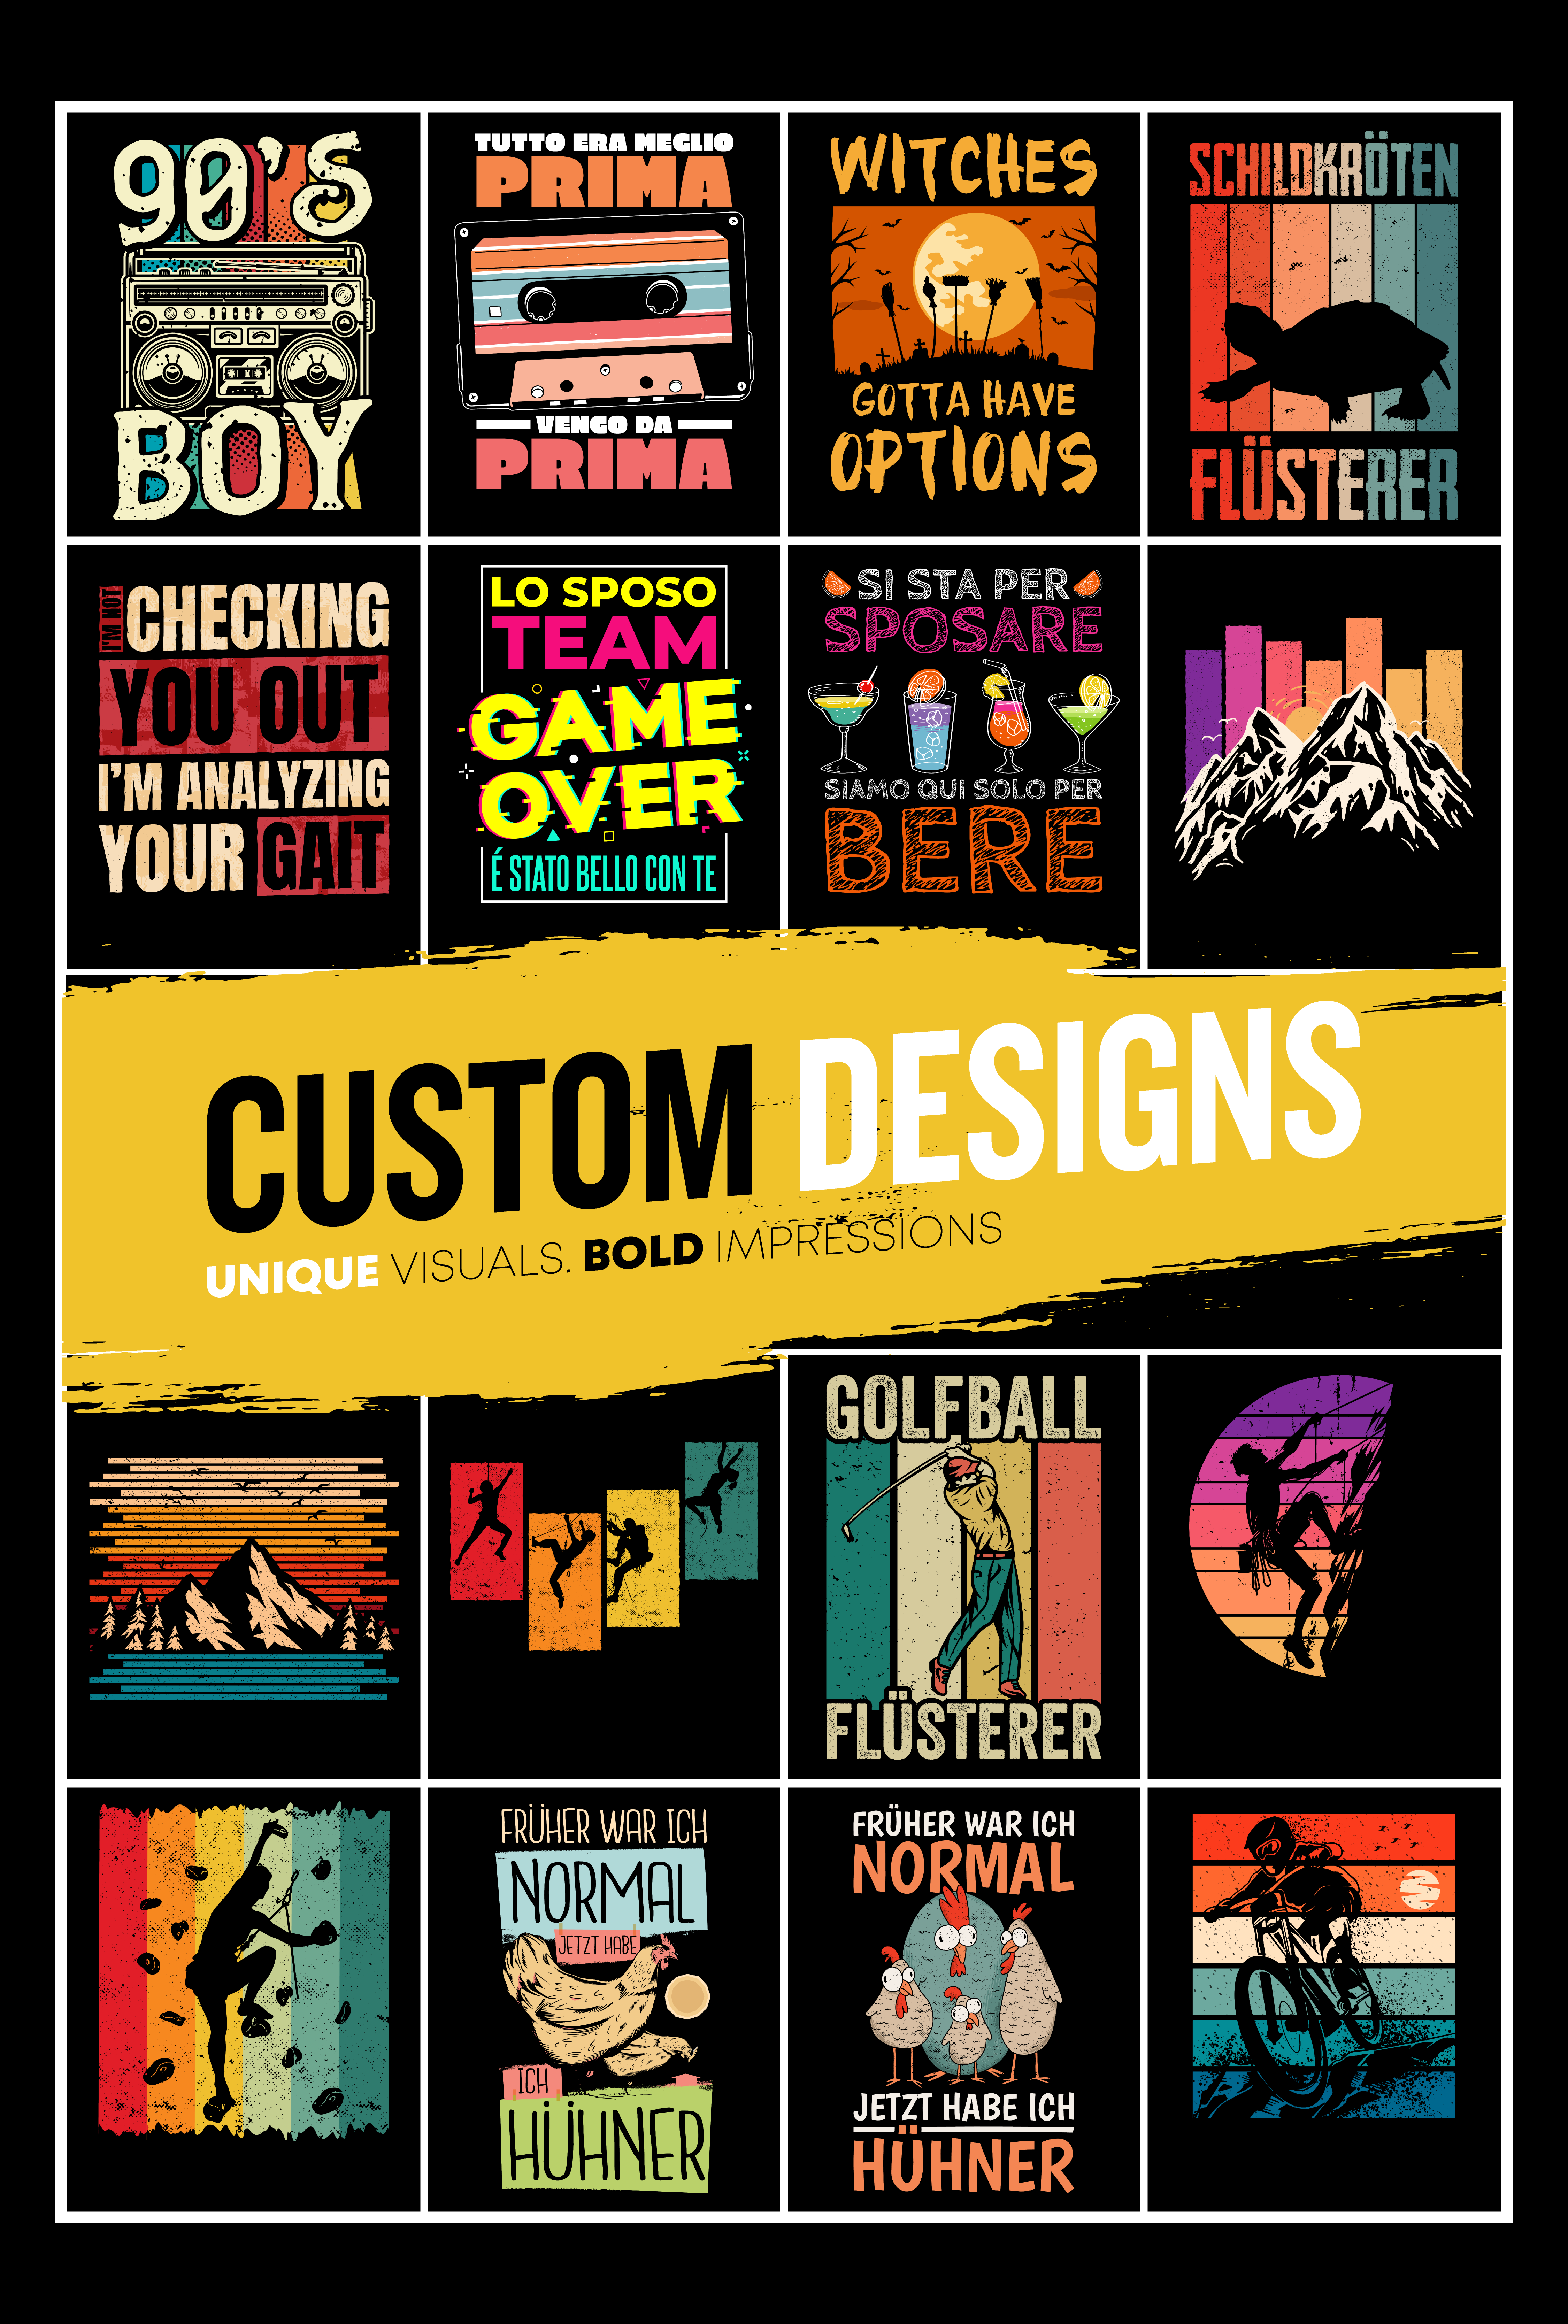 90'S
BOY
TUTTO ERA MEGLIO
PRIMA
VENGO DA
PRIMA
WITCHES
GOTTA HAVE
OPTIONS
SCHILDKRÖTEN
FLÜSTERER
I'M NOT
CHECKING
YOU OUT
I'M ANALYZING
YOUR GAIT
LO SPOSO
TEAM
GAME
OVER
É STATO BELLO CON TE
SI STA PER
SPOSARE
SIAMO QUI SOLO PER
BERE
CUSTOM DESIGNS
UNIQUE VISUALS. BOLD IMPRESSIONS
GOLFBALL
FLÜSTERER
FRÜHER WAR ICH
NORMAL
JETZT HABE
ICH
HÜHNER
FRÜHER WAR ICH
NORMAL
JETZT HABE ICH
HÜHNER